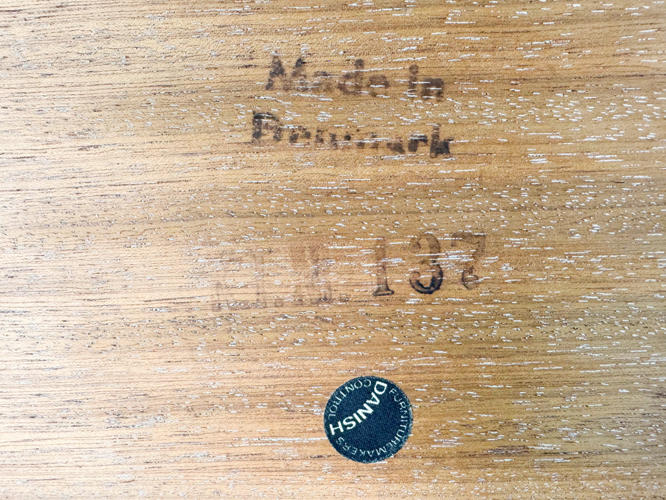 Made in
Denmark
137
DANISH
FURNITUREMAKERS
CONTROL